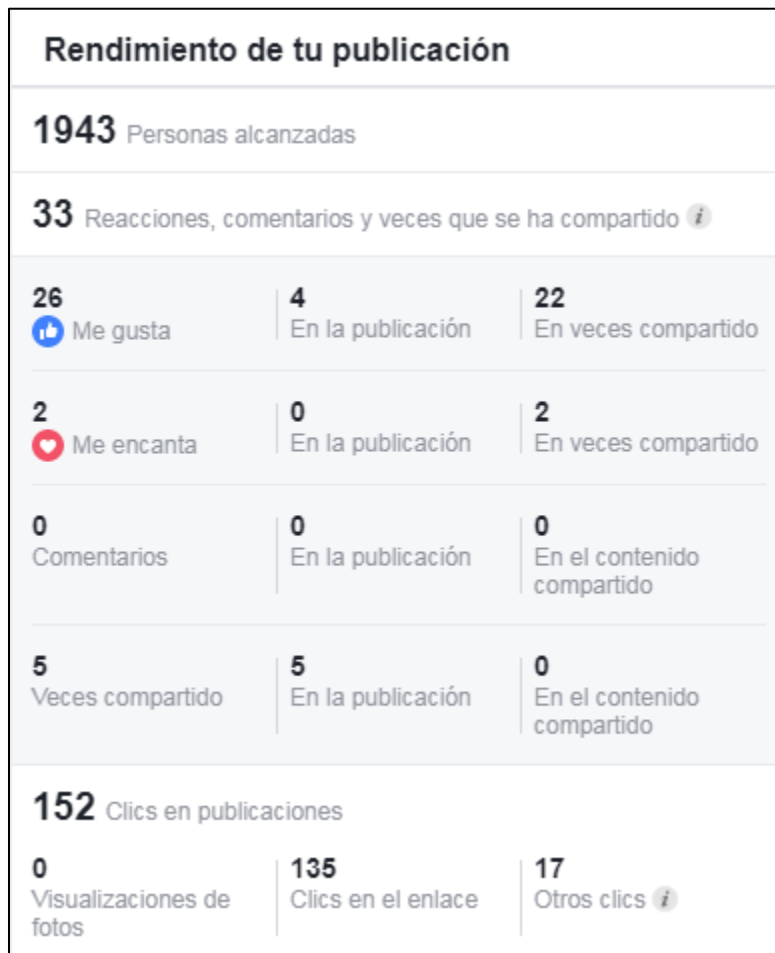 Rendimiento de tu publicación
1943 Personas alcanzadas
33 Reacciones, comentarios y veces que se ha compartido i
26
Me gusta
4
En la publicación
22
En veces compartido
2
Me encanta
0
En la publicación
2
En veces compartido
0
Comentarios
0
En la publicación
0
En el contenido
compartido
5
Veces compartido
5
En la publicación
0
En el contenido
compartido
152 Clics en publicaciones
0
Visualizaciones de
fotos
135
Clics en el enlace
17
Otros clics i